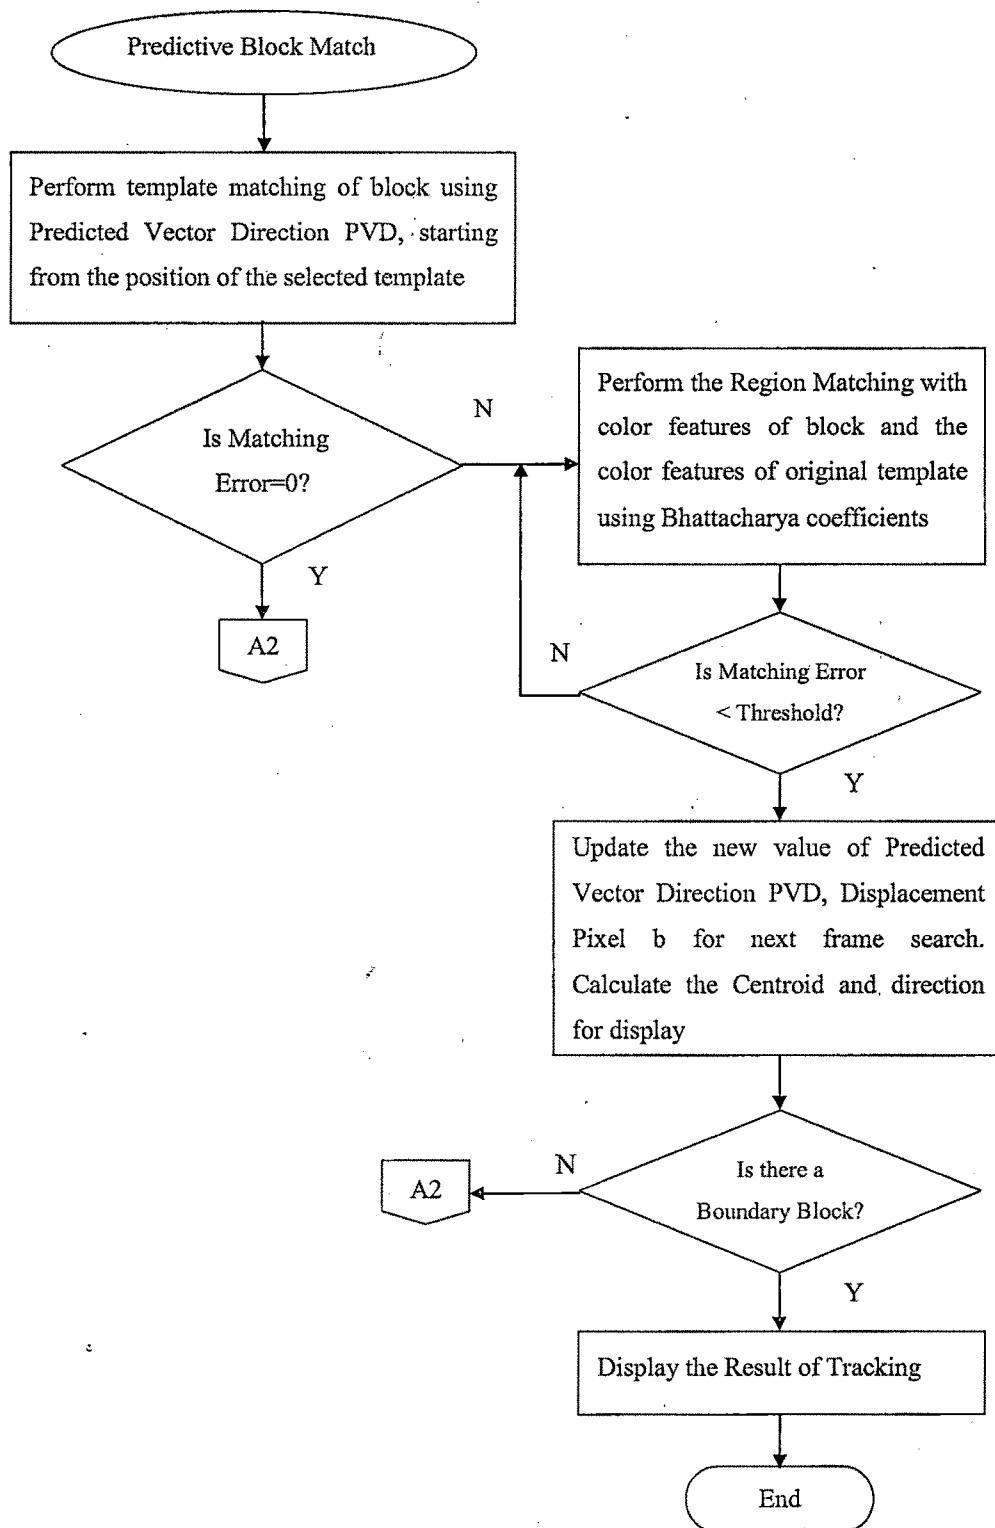 Predictive Block Match
Perform template matching of block using
Predicted Vector Direction PVD, starting
from the position of the selected template
Is Matching
Error=0?
N
Y
A2
Perform the Region Matching with
color features of block and the
color features of original template
using Bhattacharya coefficients
Is Matching Error
< Threshold?
N
Y
Update the new value of Predicted
Vector Direction PVD, Displacement
Pixel b for next frame search.
Calculate the Centroid and direction
for display
Is there a
Boundary Block?
N
A2
Y
Display the Result of Tracking
End